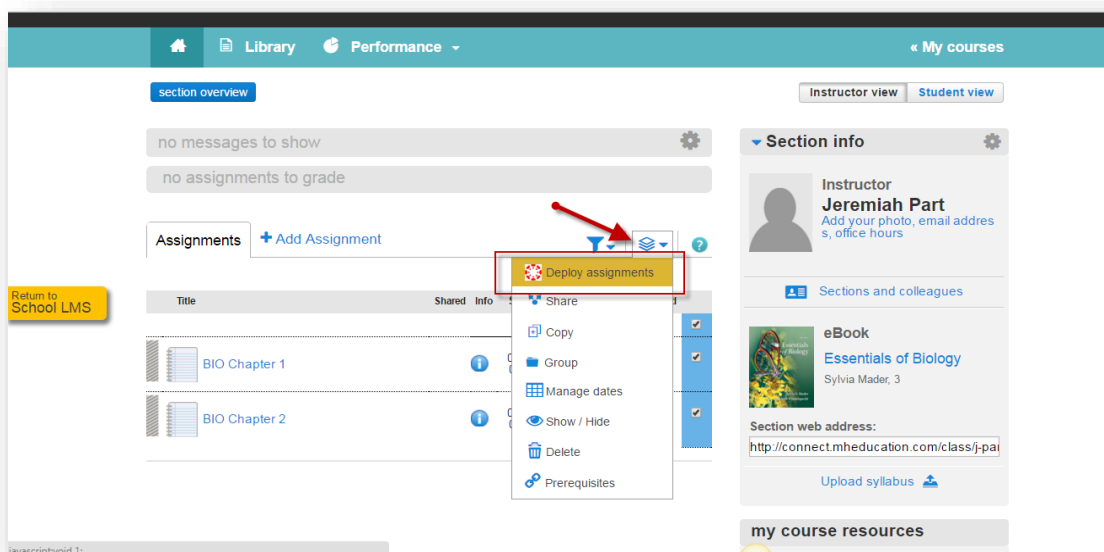 Library
Performance
« My courses
section overview
Instructor view
Student view
no messages to show
no assignments to grade
Assignments
+ Add Assignment
?
Deploy assignments
Title
Shared
Info
Share
Copy
BIO Chapter 1
Group
Manage dates
BIO Chapter 2
Show / Hide
Delete
Prerequisites
Return to
School LMS
Section info
Instructor
Jeremiah Part
Add your photo, email addres
s, office hours
Sections and colleagues
eBook
Essentials of Biology
Sylvia Mader, 3
Section web address:
http://connect.mheducation.com/class/j-pa
Upload syllabus
my course resources